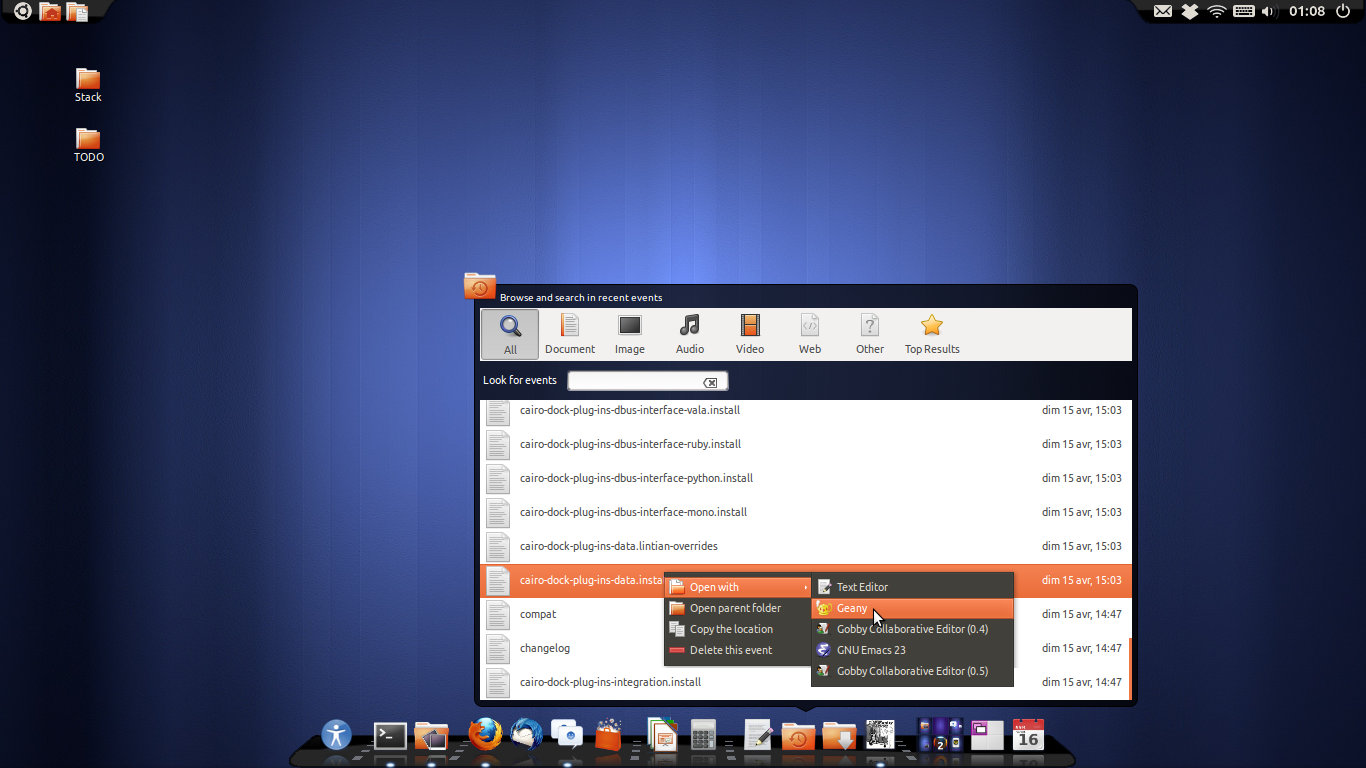 01:08
Stack
TODO
Browse and search in recent events
All
Document
Image
Audio
Video
Web
Other
Top Results
Look for events
cairo-dock-plug-ins-dbus-interface-vala.install dim 15 avr, 15:03
cairo-dock-plug-ins-dbus-interface-ruby.install dim 15 avr, 15:03
cairo-dock-plug-ins-dbus-interface-python.install dim 15 avr, 15:03
cairo-dock-plug-ins-dbus-interface-mono.install dim 15 avr, 15:03
cairo-dock-plug-ins-data.lintian-overrides dim 15 avr, 15:03
cairo-dock-plug-ins-data.insta dim 15 avr, 15:03
compat dim 15 avr, 14:47
changelog dim 15 avr, 14:47
cairo-dock-plug-ins-integration.install dim 15 avr, 14:47
Open with
Open parent folder
Copy the location
Delete this event
Text Editor
Geany
Gobby Collaborative Editor (0.4)
GNU Emacs 23
Gobby Collaborative Editor (0.5)
2
16